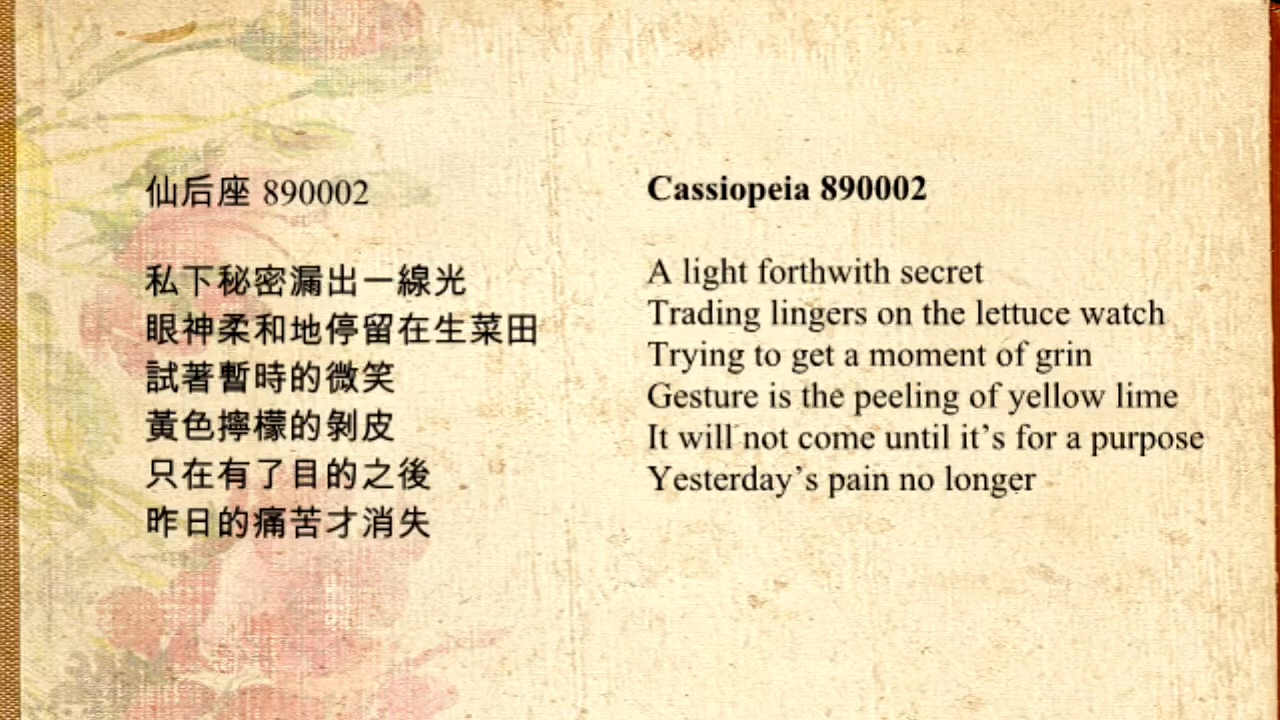 仙后座 890002
私下秘密漏出一線光
眼神柔和地停留在生菜田
試著暫時的微笑
黃色檸檬的剝皮
只在有了目的之後
昨日的痛苦才消失
Cassiopeia 890002
A light forthwith secret
Trading lingers on the lettuce watch
Trying to get a moment of grin
Gesture is the peeling of yellow lime
It will not come until it’s for a purpose
Yesterday’s pain no longer